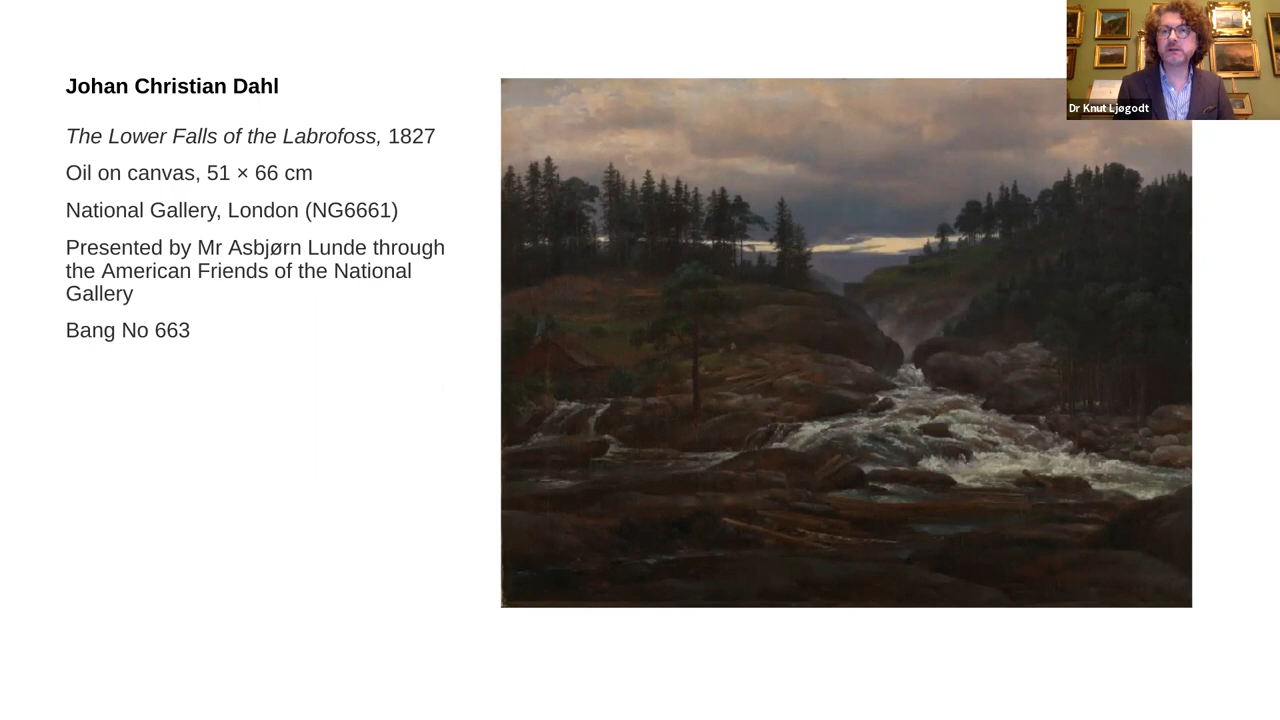 Johan Christian Dahl
The Lower Falls of the Labrofoss, 1827
Oil on canvas, 51 × 66 cm
National Gallery, London (NG6661)
Presented by Mr Asbjørn Lunde through
the American Friends of the National
Gallery
Bang No 663
Dr Knut Ljøgodt